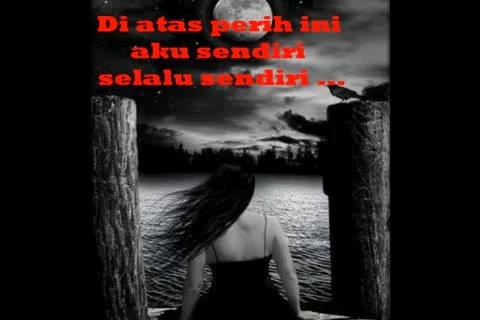 Di atas perih ini
aku sendiri
selalu sendiri ...